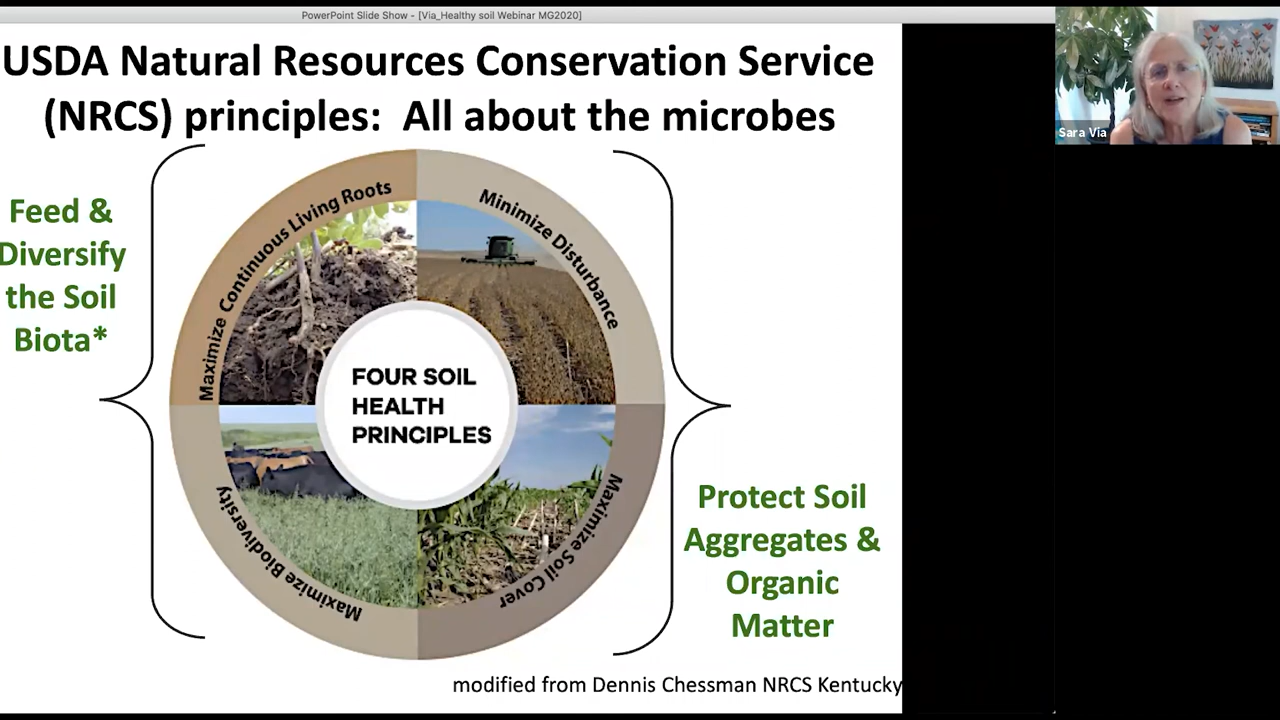 PowerPoint Slide Show - [Via_Healthy soil Webinar MG2020]
USDA Natural Resources Conservation Service
(NRCS) principles: All about the microbes
Sara Via
Feed &
Diversify
the Soil
Biota*
Maximize Continuous Living Roots
Minimize Disturbance
FOUR SOIL
HEALTH
PRINCIPLES
Maximize Biodiversity
Maximize Soil Cover
Protect Soil
Aggregates &
Organic
Matter
modified from Dennis Chessman NRCS Kentucky